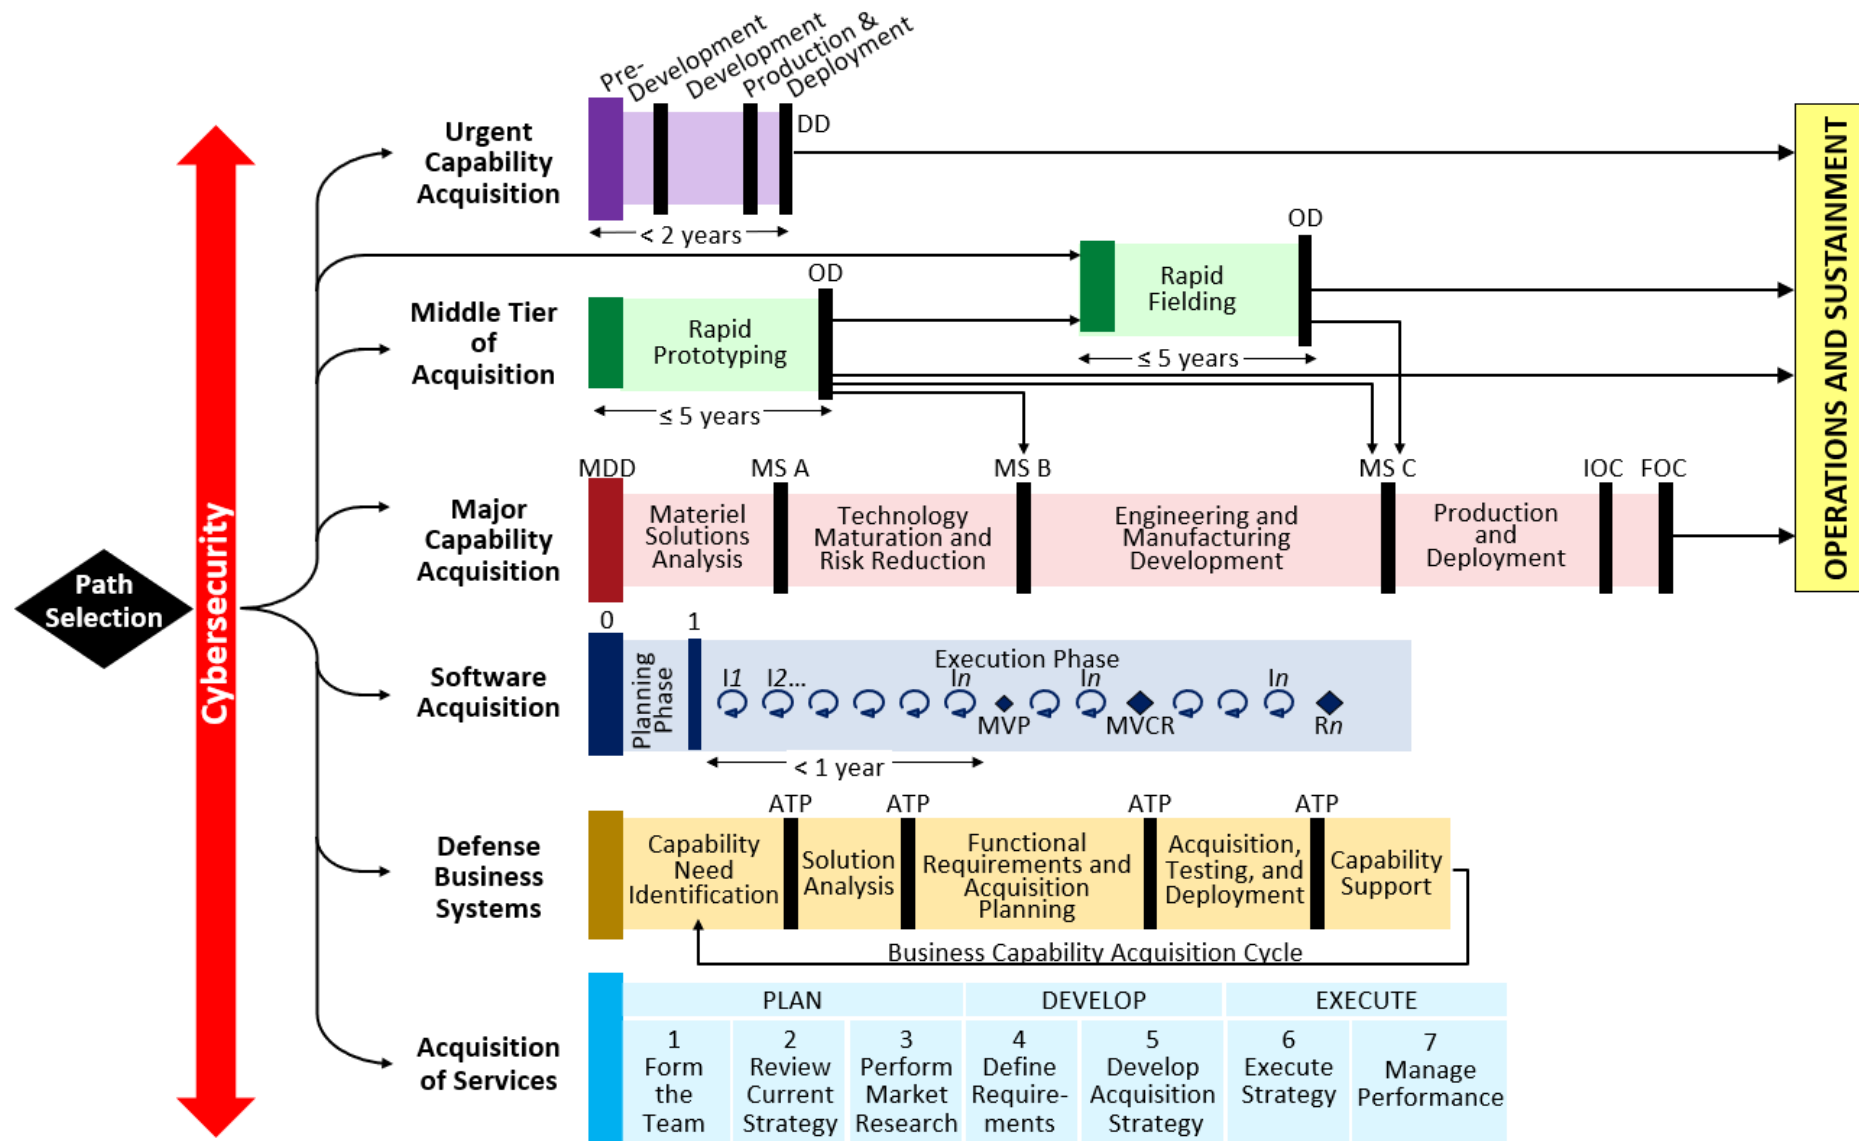 Pre-
Development
Development
Production &
Deployment
Urgent
Capability
Acquisition
DD
< 2 years
OPERATIONS AND SUSTAINMENT
Middle Tier
of
Acquisition
OD
Rapid
Prototyping
≤ 5 years
OD
Rapid
Fielding
≤ 5 years
Path
Selection
Cybersecurity
Major
Capability
Acquisition
MDD
MS A
MS B
MS C
IOC
FOC
Materiel
Solutions
Analysis
Technology
Maturation and
Risk Reduction
Engineering and
Manufacturing
Development
Production
and
Deployment
Software
Acquisition
0
1
Planning
Phase
Execution Phase
I1
I2...
In
In
In
MVP
MVCR
Rn
< 1 year
Defense
Business
Systems
ATP
ATP
ATP
ATP
Capability
Need
Identification
Solution
Analysis
Functional
Requirements and
Acquisition
Planning
Acquisition,
Testing, and
Deployment
Capability
Support
Business Capability Acquisition Cycle
Acquisition
of Services
PLAN
DEVELOP
EXECUTE
1
Form
the
Team
2
Review
Current
Strategy
3
Perform
Market
Research
4
Define
Require-
ments
5
Develop
Acquisition
Strategy
6
Execute
Strategy
7
Manage
Performance